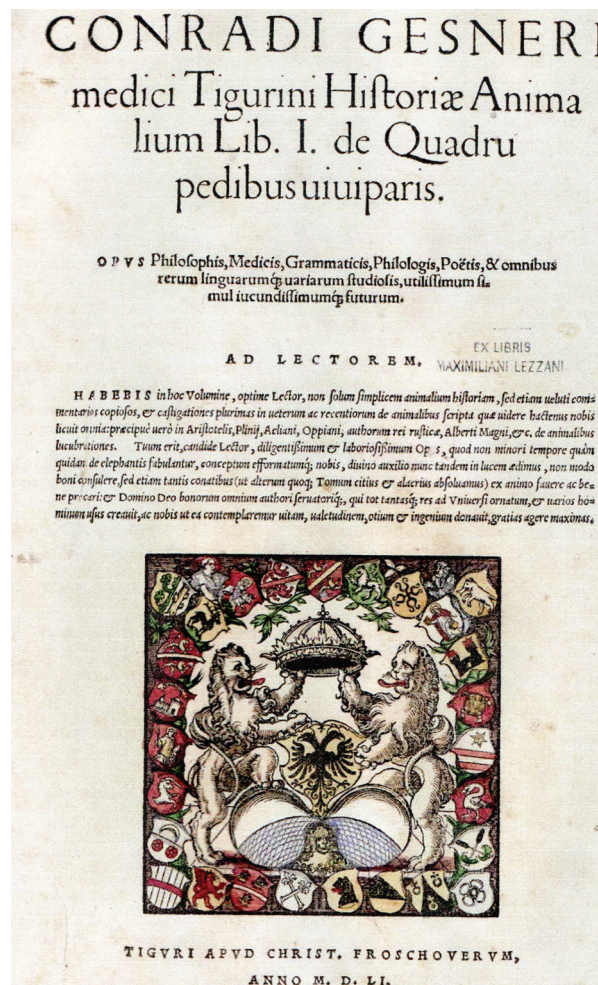 CONRADI GESNERI
medici Tigurini Hiſtoriæ Anima
lium Lib. I. de Quadru
pedibus uiuiparis.
OPVS Philoſophis, Medicis, Grammaticis, Philologis, Poëtis, & omnibus
rerum linguarumq́; uariarum ſtudioſis, utiliſſimum ſi=
mul iucundiſſimumq́; futurum.
AD LECTOREM.
EX LIBRIS
MAXIMILIANI LEZZANI
HABEBIS in hoc Volumine, optime Lector, non ſolum ſimplicem animalium hiſtoriam, ſed etiam ueluti com=
mentarios copioſos, & caſtigationes plurimas in ueterum ac recentiorum de animalibus ſcripta quæ uidere hactenus nobis
licuit omnia: præcipuè uerò in Ariſtotelis, Plinij, Aeliani, Oppiani, authorum rei ruſticæ, Alberti Magni, &c. de animalibus
lucubrationes. Tuum erit, candide Lector, diligentißimum & laborioſißimum Op s, quod non minori tempore quàm
quidan de elephantis fabulantur, conceptum efformatumq́; nobis, diuino auxilio nunc tandem in lucem ædimus, non modo
boni conſulere, ſed etiam tantis conatibus (ut alterum quoq; Tomum citius & alacrius abſoluamus) ex animo fauere ac be=
ne precari: & Domino Deo bonorum omnium authori ſeruatoriq́;, qui tot tantasq́; res ad Vniuerſi ornatum, & uarios ho=
minum uſus creauit, ac nobis ut ea contemplaremur uitam, ualetudinem, otium & ingenium donauit, gratias agere maximas.
TIGVRI APVD CHRIST. FROSCHOVERVM,
ANNO M. D. LI.